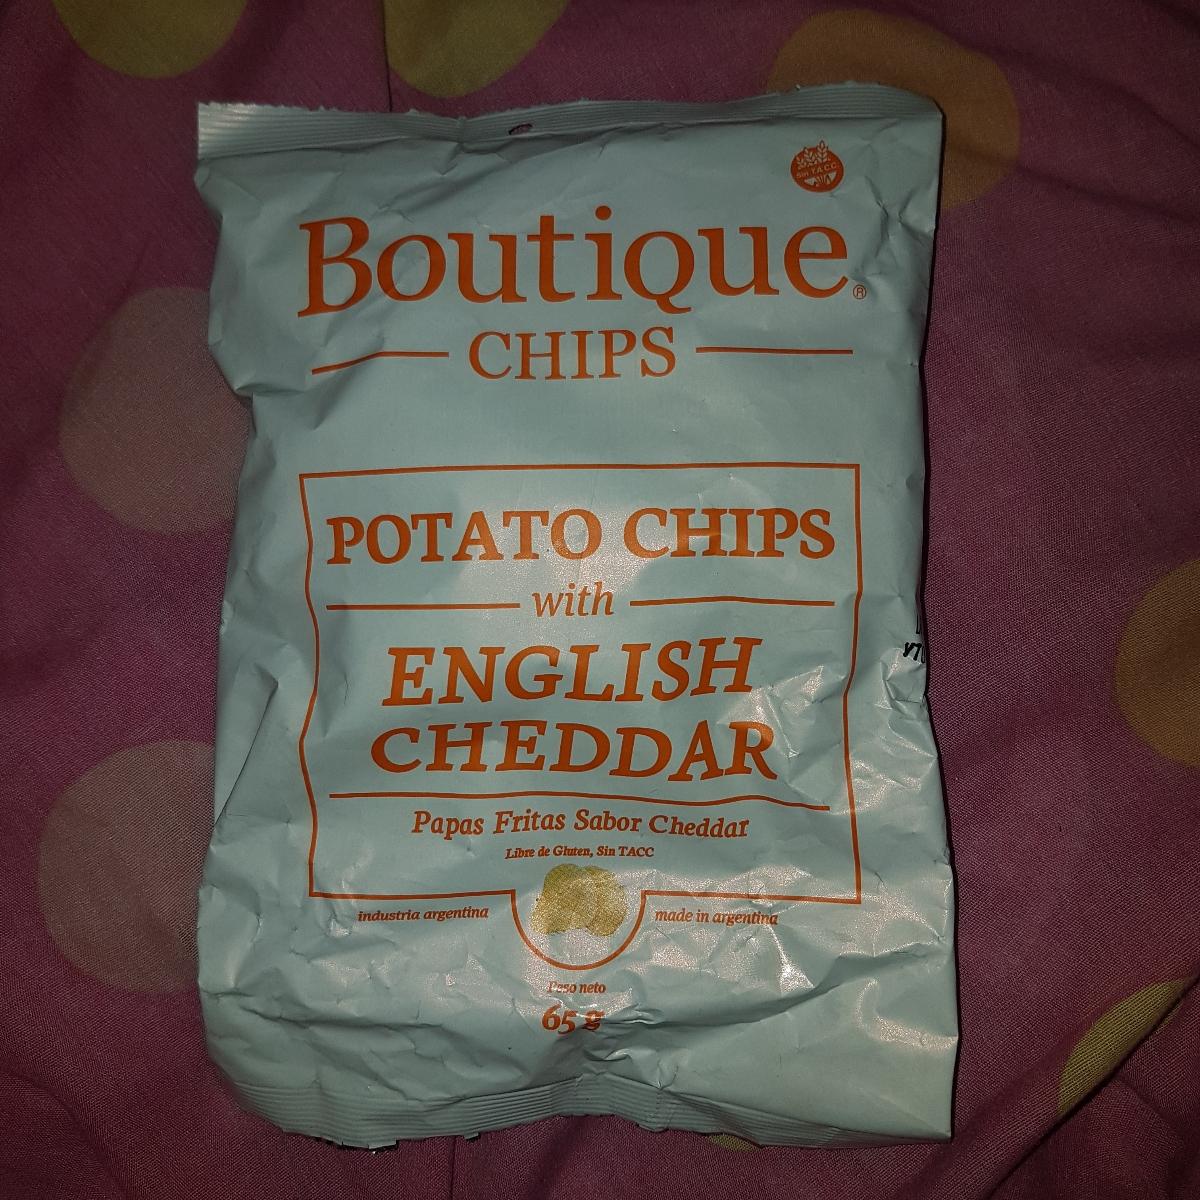 Sin T.A.C.C.
Boutique®
CHIPS
POTATO CHIPS
with
ENGLISH
CHEDDAR
Papas Fritas Sabor Cheddar
Libre de Gluten, Sin TACC
industria argentina
made in argentina
Peso neto
65 g